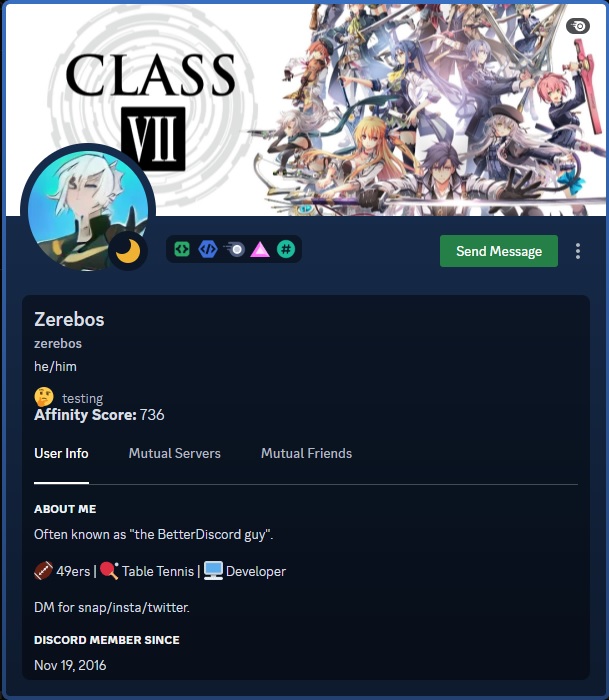 CLASS
VII
Send Message
Zerebos
zerebos
he/him
🤔 testing
Affinity Score: 736
User Info
Mutual Servers
Mutual Friends
ABOUT ME
Often known as "the BetterDiscord guy".
🏈 49ers | 🏓 Table Tennis | 🖥️ Developer
DM for snap/insta/twitter.
DISCORD MEMBER SINCE
Nov 19, 2016